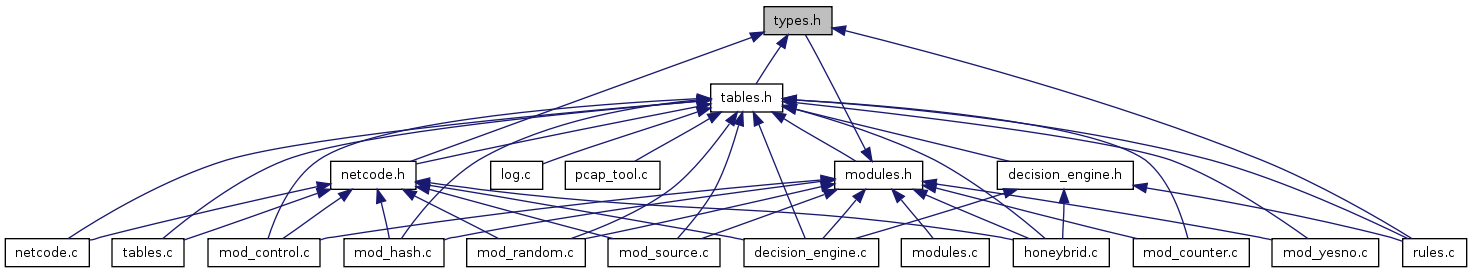 types.h
tables.h
netcode.h
log.c
pcap_tool.c
modules.h
decision_engine.h
netcode.c
tables.c
mod_control.c
mod_hash.c
mod_random.c
mod_source.c
decision_engine.c
modules.c
honeybrid.c
mod_counter.c
mod_yesno.c
rules.c